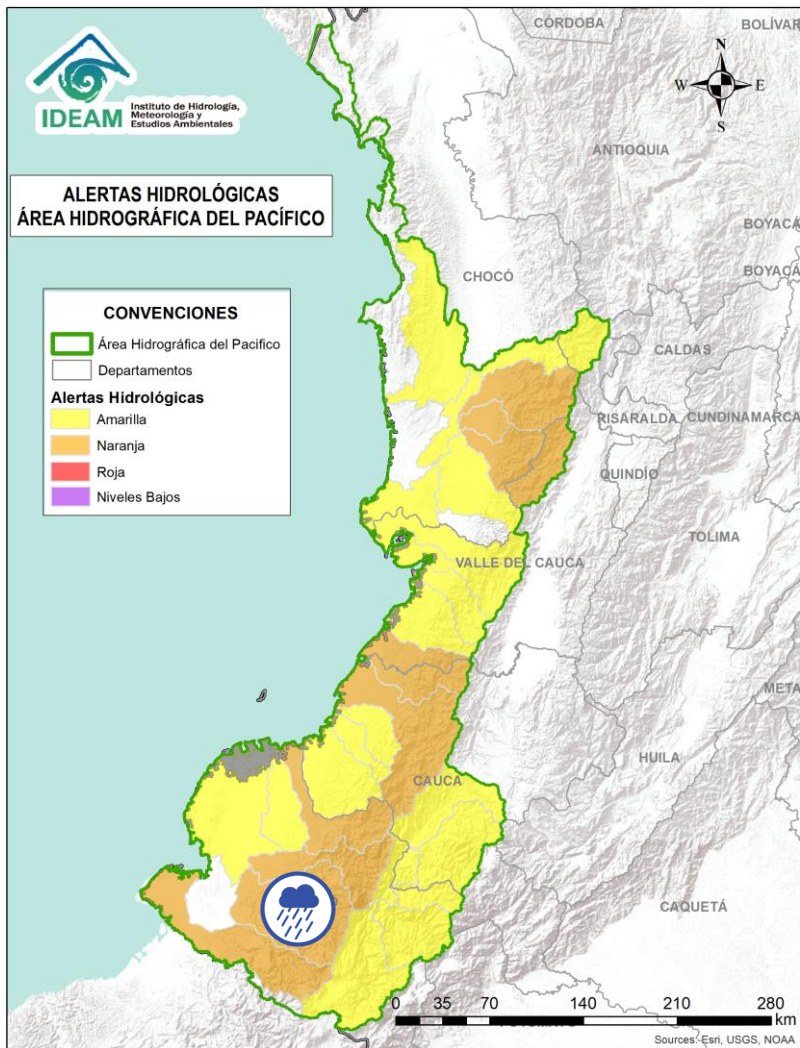 IDEAM
Instituto de Hidrología,
Meteorología y
Estudios Ambientales
ALERTAS HIDROLÓGICAS
ÁREA HIDROGRÁFICA DEL PACÍFICO
CONVENCIONES
Área Hidrográfica del Pacifico
Departamentos
Alertas Hidrológicas
Amarilla
Naranja
Roja
Niveles Bajos
CÓRDOBA
BOLÍVAR
N
W
E
S
ANTIOQUIA
BOYACÁ
CHOCÓ
BOYACÁ
CALDAS
RISARALDA
CUNDINAMARCA
QUINDÍO
TOLIMA
VALLE DEL CAUCA
META
HUILA
CAUCA
CAQUETÁ
0 35 70 140 210 280
km
Sources: Esri, USGS, NOAA